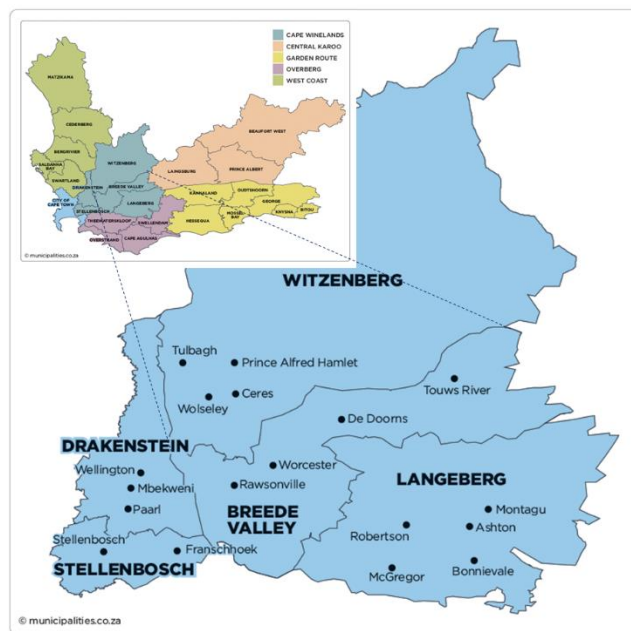 CAPE WINELANDS
CENTRAL KAROO
GARDEN ROUTE
OVERBERG
WEST COAST
MATZIKAMA
CEDERBERG
BERGRIVIER
SALDANHA
BAY
SWARTLAND
WITZENBERG
DRAKENSTEIN
BREEDE VALLEY
LANGEBERG
STELLENBOSCH
CITY OF
CAPE TOWN
THEEWATERSKLOOF
OVERSTRAND
CAPE AGULHAS
SWELLENDAM
BEAUFORT WEST
LAINGSBURG
PRINCE ALBERT
KANNALAND
OUDTSHOORN
GEORGE
HESSEQUA
MOSSEL
BAY
KNYSNA
BITOU
© municipalities.co.za
WITZENBERG
Tulbagh
Prince Alfred Hamlet
Ceres
Wolseley
Touws River
De Doorns
DRAKENSTEIN
Wellington
Mbekweni
Paarl
Worcester
Rawsonville
BREEDE
VALLEY
LANGEBERG
Montagu
Robertson
Ashton
McGregor
Bonnievale
Stellenbosch
Franschhoek
STELLENBOSCH
© municipalities.co.za